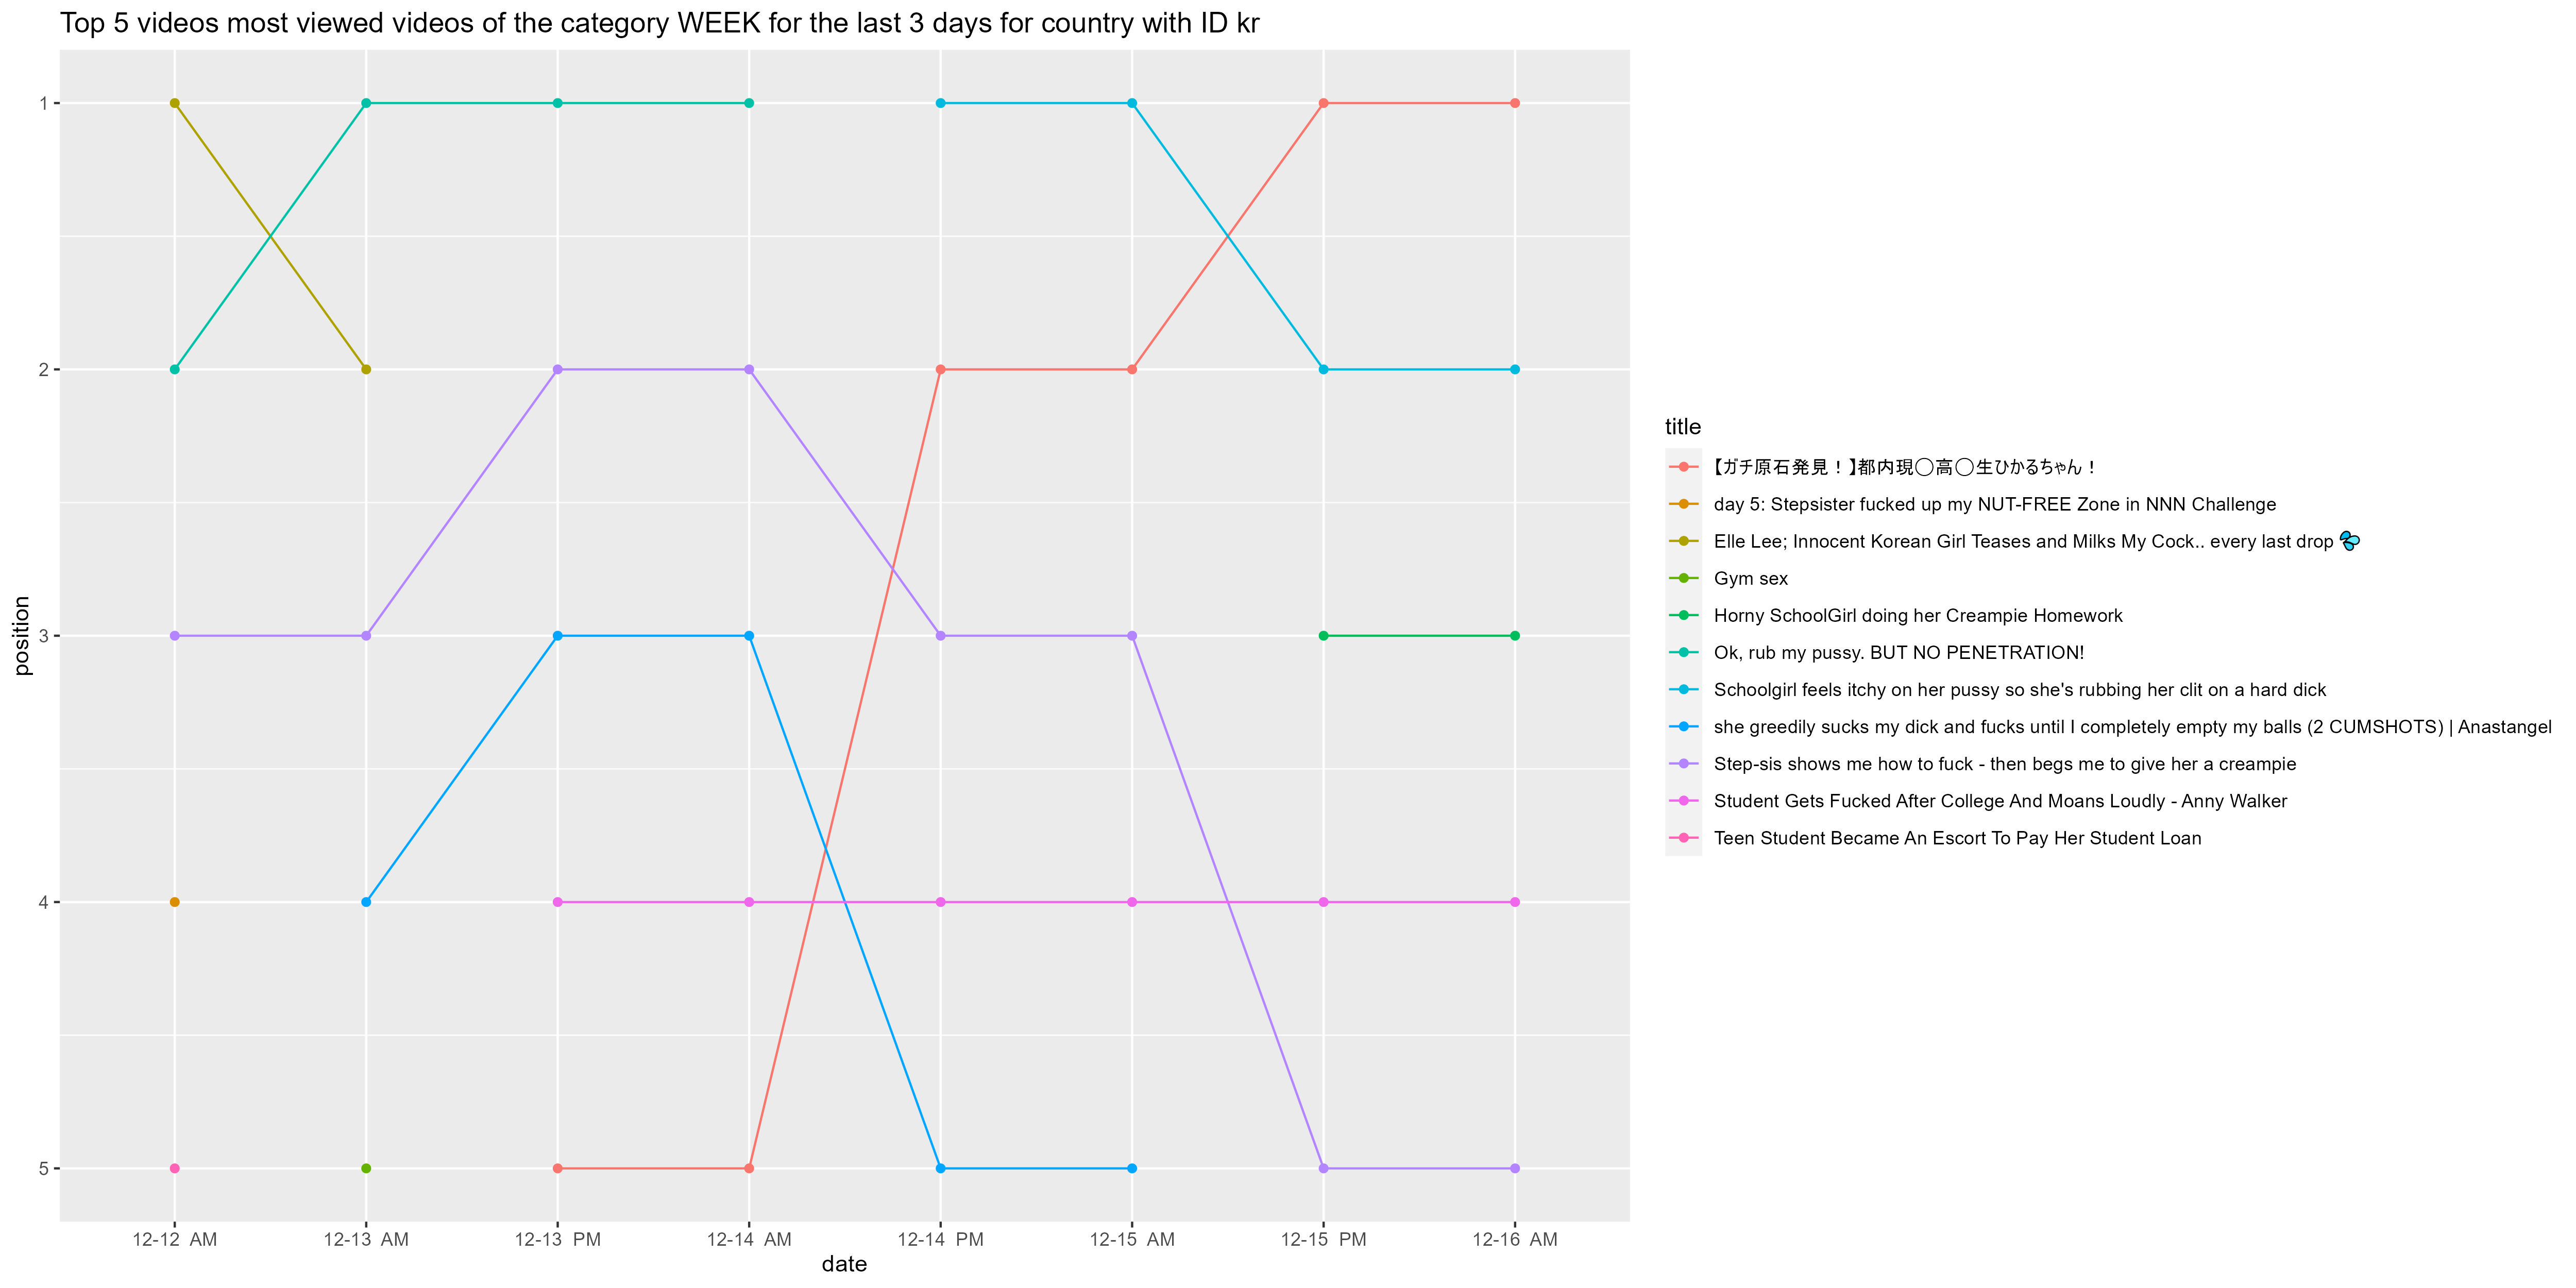 Top 5 videos most viewed videos of the category WEEK for the last 3 days for country with ID kr
position
1
2
3
4
5
12-12 AM
12-13 AM
12-13 PM
12-14 AM
12-14 PM
12-15 AM
12-15 PM
12-16 AM
date
title
【ガチ原石発見！】都内現◯高◯生ひかるちゃん！
day 5: Stepsister fucked up my NUT-FREE Zone in NNN Challenge
Elle Lee; Innocent Korean Girl Teases and Milks My Cock.. every last drop 💦
Gym sex
Horny SchoolGirl doing her Creampie Homework
Ok, rub my pussy. BUT NO PENETRATION!
Schoolgirl feels itchy on her pussy so she's rubbing her clit on a hard dick
she greedily sucks my dick and fucks until I completely empty my balls (2 CUMSHOTS) | Anastangel
Step-sis shows me how to fuck - then begs me to give her a creampie
Student Gets Fucked After College And Moans Loudly - Anny Walker
Teen Student Became An Escort To Pay Her Student Loan